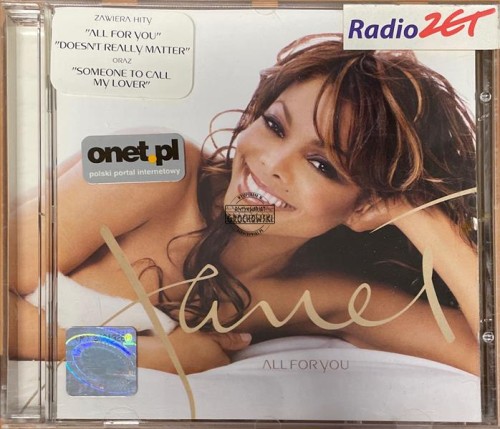 ZAWIERA HITY
"ALL FOR YOU"
"DOESN'T REALLY MATTER"
ORAZ
"SOMEONE TO CALL
MY LOVER"
Radio ZET
onet.pl
polski portal internetowy
GROCHOWSKI
Janet
ALL FOR YOU